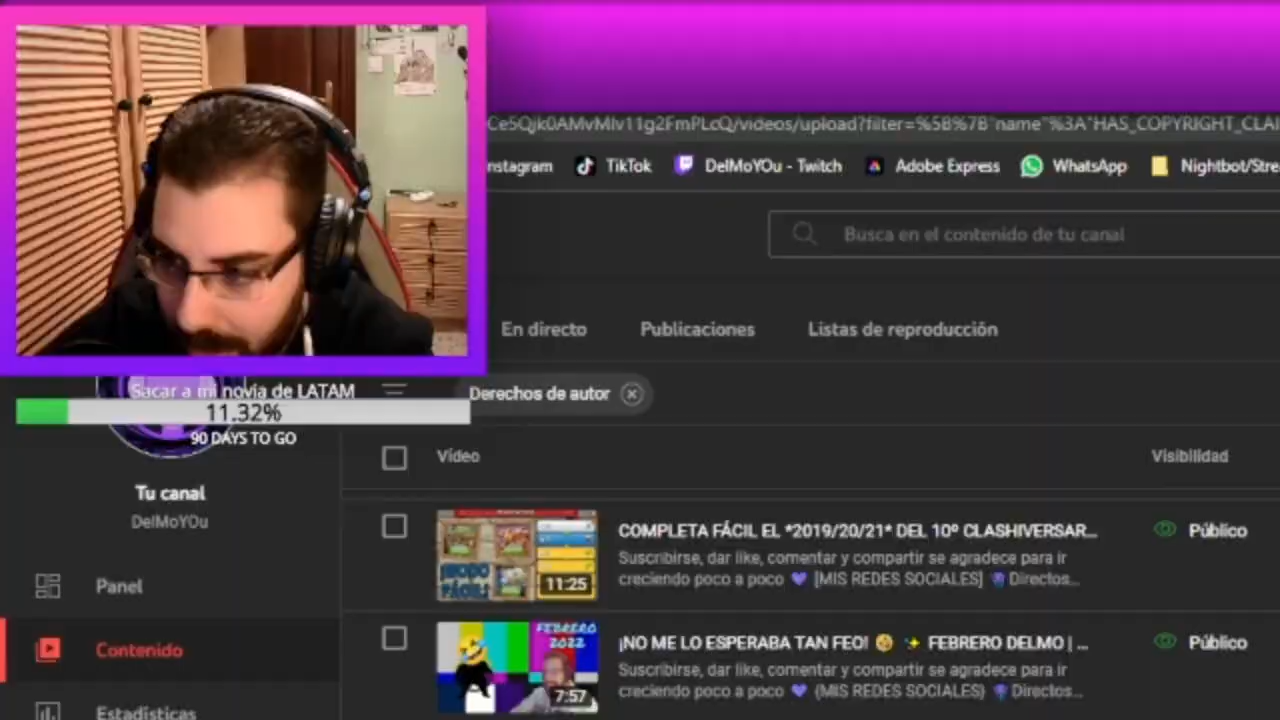 Ce5Qjk0AMvMIv11g2FmPLcQ/videos/upload?filter=%5B%7B"name"%3A"HAS_COPYRIGHT_CLAI
nstagram TikTok DelMoYOu - Twitch Adobe Express WhatsApp Nightbot/Stre
Busca en el contenido de tu canal
En directo Publicaciones Listas de reproducción
Sacar a mi novia de LATAM
11.32%
90 DAYS TO GO
Derechos de autor
Vídeo Visibilidad
Tu canal
DelMoYOu
COMPLETA FÁCIL EL *2019/20/21* DEL 10º CLASHIVERSAR... Público
Suscribirse, dar like, comentar y compartir se agradece para ir
creciendo poco a poco 💜 [MIS REDES SOCIALES] Directos...
11:25
Panel
¡NO ME LO ESPERABA TAN FEO! 🤣 ✨ FEBRERO DELMO | ... Público
Suscribirse, dar like, comentar y compartir se agradece para ir
creciendo poco a poco 💜 (MIS REDES SOCIALES) Directos...
FEBRERO
2022
7:57
Contenido
Estadísticas